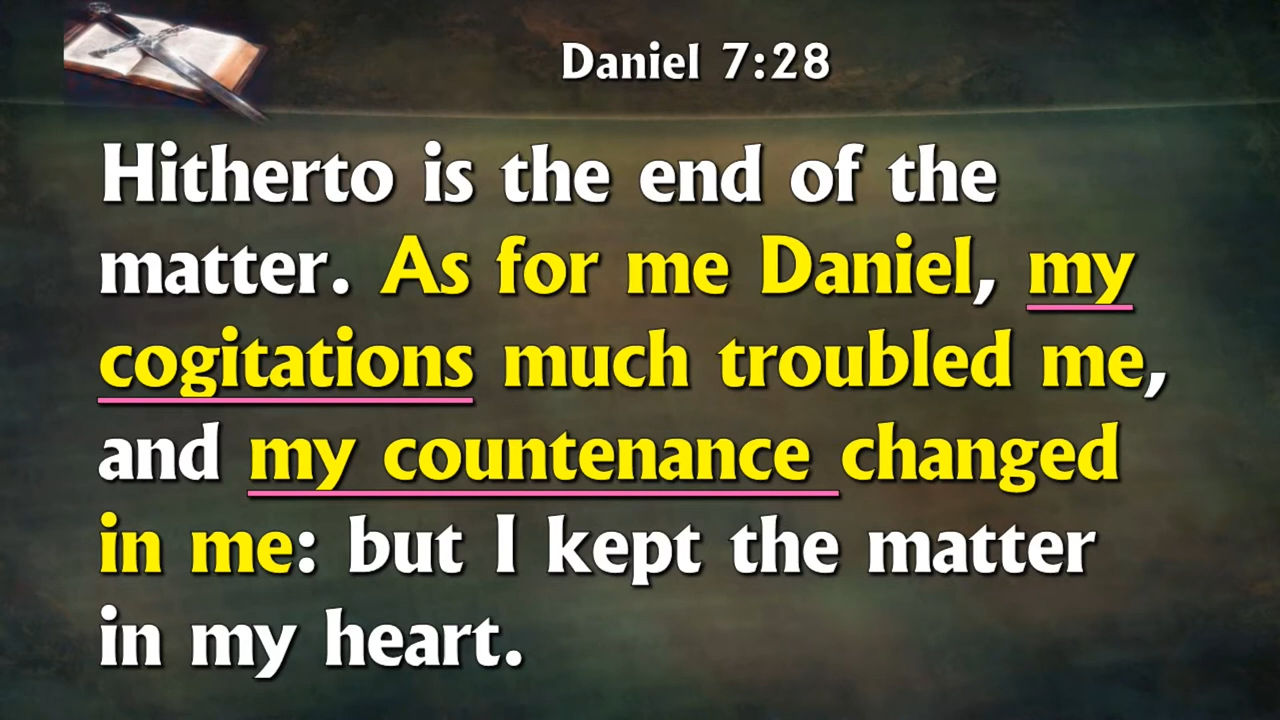 Daniel 7:28
Hitherto is the end of the
matter. As for me Daniel, my
cogitations much troubled me,
and my countenance changed
in me: but I kept the matter
in my heart.